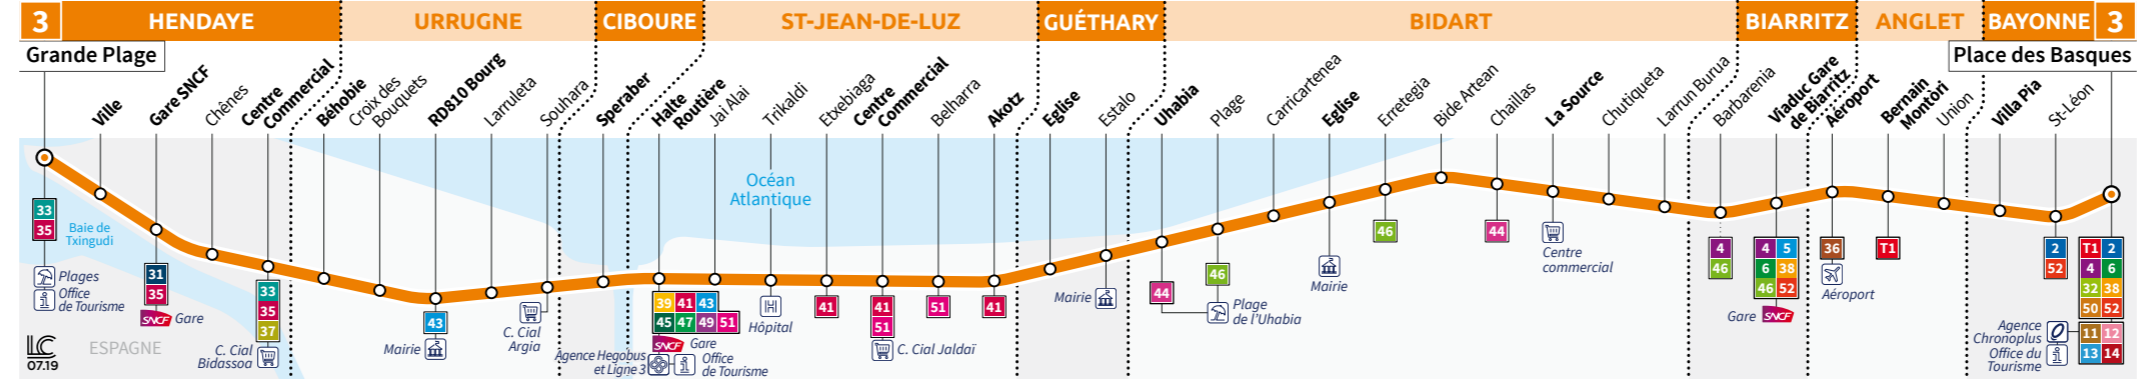 3
HENDAYE
URRUGNE
CIBOURE
ST-JEAN-DE-LUZ
GUÉTHARY
BIDART
BIARRITZ
ANGLET
BAYONNE
3
Grande Plage
Ville
Gare SNCF
Chênes
Centre
Commercial
Béhobie
Croix des
Bouquets
RD810 Bourg
Larruleta
Souhara
Speraber
Halte
Routière
Jai Alai
Trikaldi
Etxebiaga
Centre
Commercial
Belharra
Akotz
Eglise
Estalo
Uhabia
Plage
Carricartenea
Eglise
Erretegia
Bide Artean
Chaillas
La Source
Chutiqueta
Larrun Burua
Barbarenia
Viaduc Gare
de Biarritz
Aéroport
Bernain
Montori
Union
Villa Pia
St-Léon
Place des Basques
33
35
Plages
Office
de Tourisme
Baie de
Txingudi
ESPAGNE
LC
07.19
31
35
SNCF Gare
33
35
37
C. Cial
Bidassoa
43
Mairie
C. Cial
Argia
39 41 43
45 47 49 51
SNCF Gare
Agence Hegobus
et Ligne 3
Office
de Tourisme
Océan
Atlantique
Hôpital
41
41
51
C. Cial Jaldaï
51
41
Mairie
44
46
Plage
de l'Uhabia
Mairie
46
44
Centre
commercial
4
46
4 5
6 38
46 52
Gare SNCF
36
Aéroport
T1
2
52
T1 2
4 6
32 38
50 52
11 12
13 14
Agence
Chronoplus
Office du
Tourisme